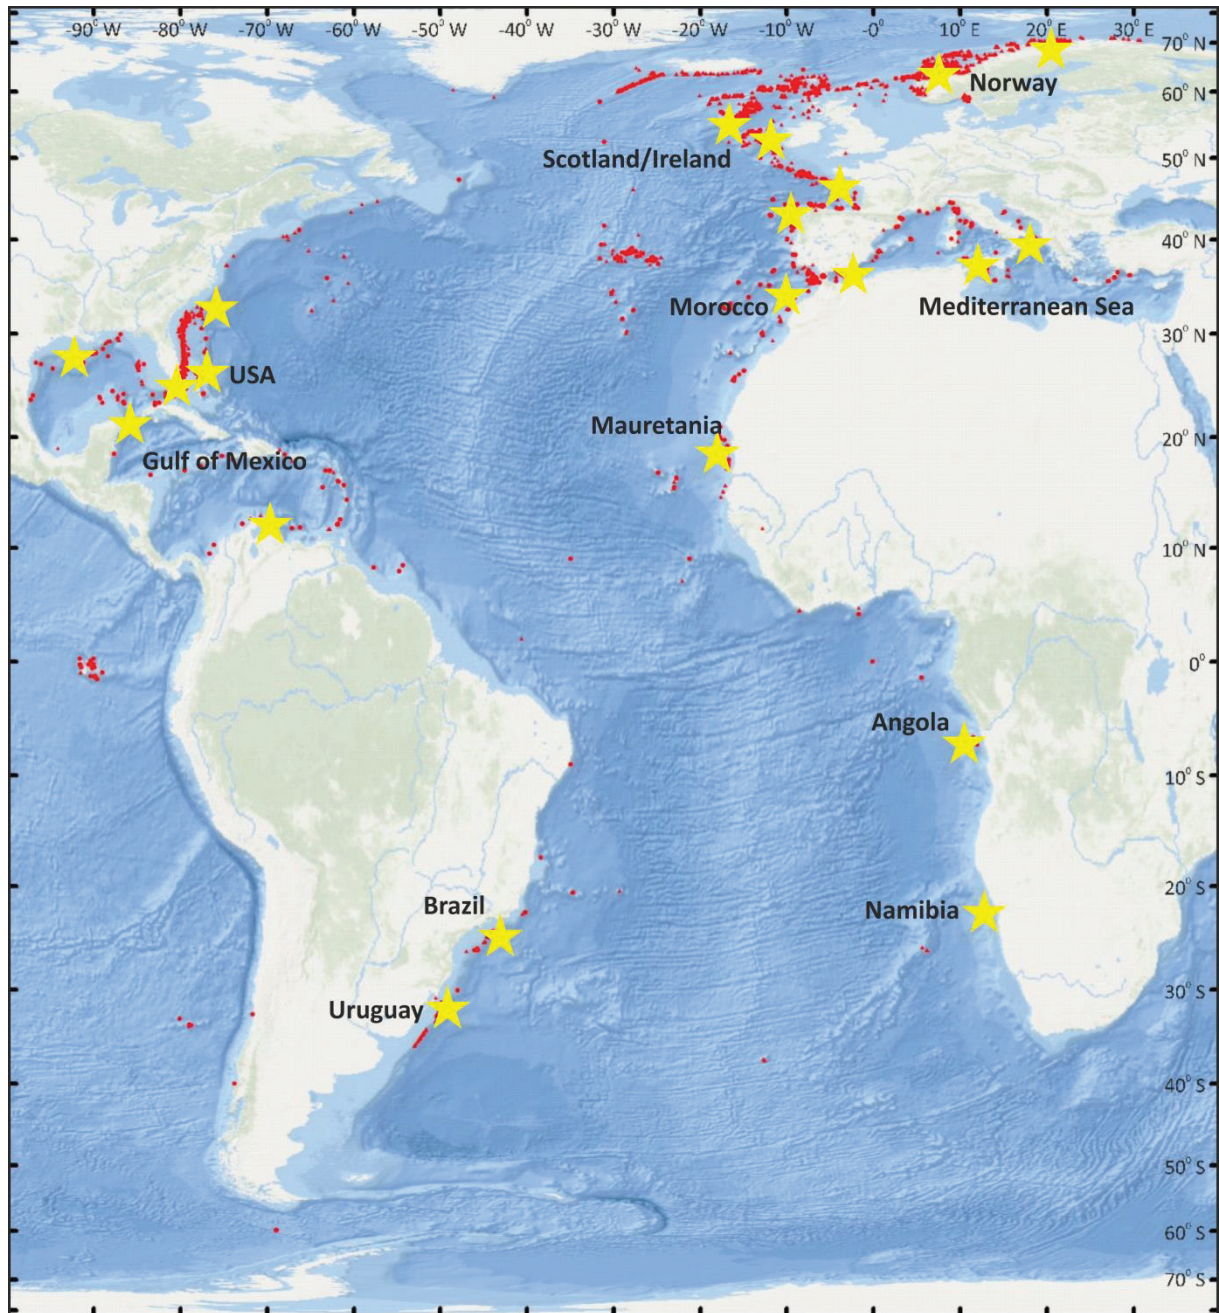 -90° W -80° W -70° W -60° W -50° W -40° W -30° W -20° W -10° W -0° 10° E 20° E 30° E
70° N
Norway
60° N
Scotland/Ireland
50° N
40° N
Morocco
Mediterranean Sea
30° N
USA
Mauretania
20° N
Gulf of Mexico
10° N
0°
Angola
10° S
20° S
Brazil
Namibia
30° S
Uruguay
40° S
50° S
60° S
70° S